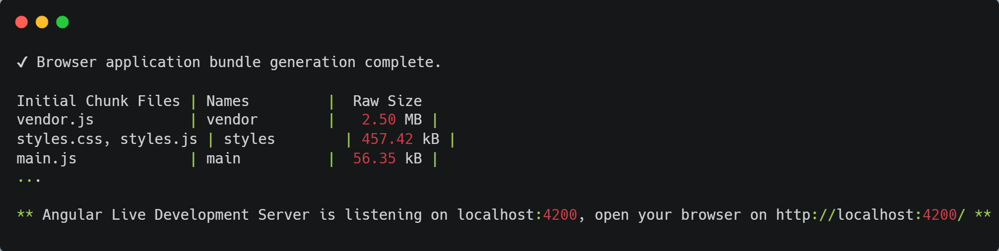 ✓ Browser application bundle generation complete.
Initial Chunk Files | Names         |  Raw Size
vendor.js           | vendor        |   2.50 MB |
styles.css, styles.js | styles        | 457.42 kB |
main.js             | main          |  56.35 kB |
...
** Angular Live Development Server is listening on localhost:4200, open your browser on http://localhost:4200/ **